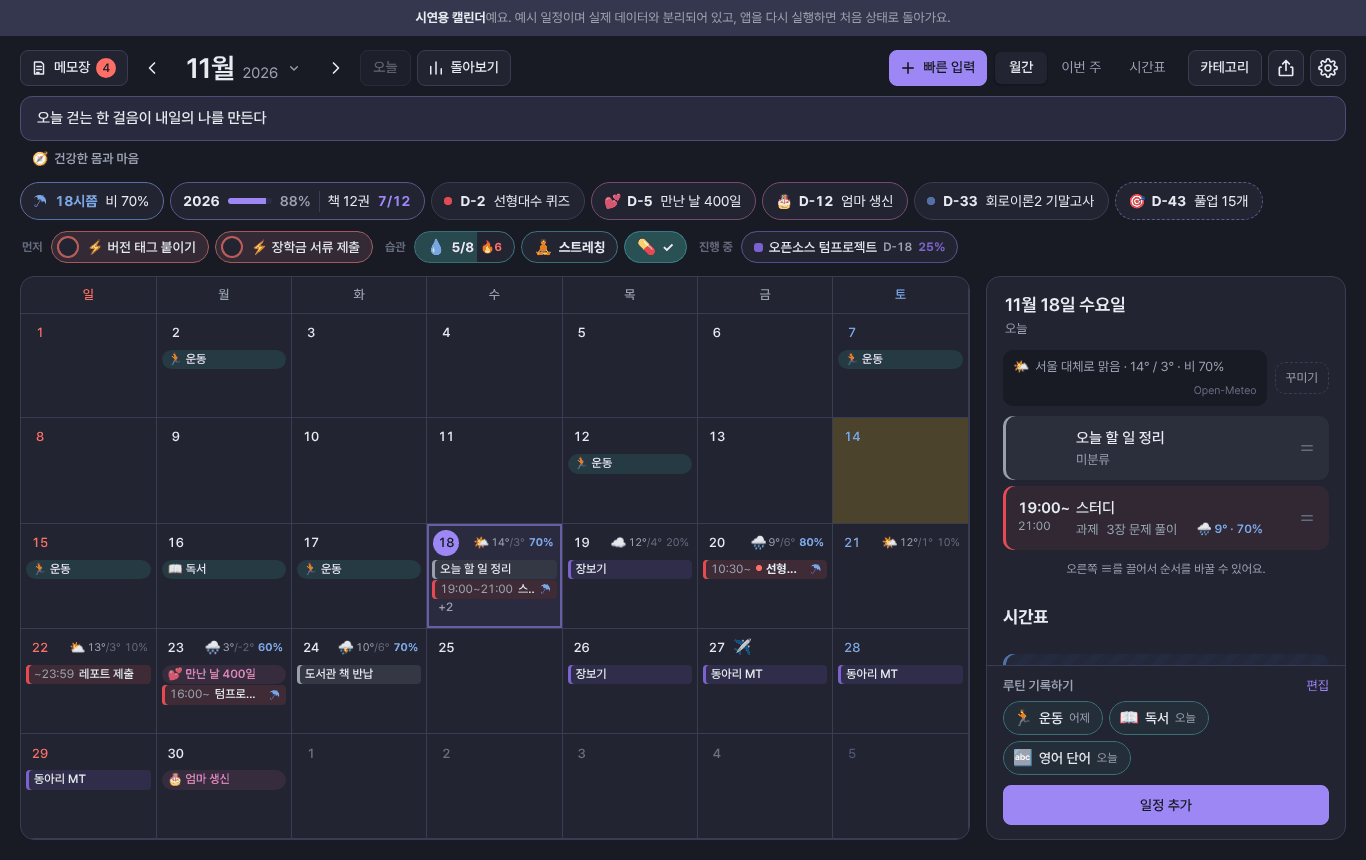 시연용 캘린더예요. 예시 일정이며 실제 데이터와 분리되어 있고, 앱을 다시 실행하면 처음 상태로 돌아가요.
메모장 4 11월 2026 오늘 돌아보기 빠른 입력 월간 이번 주 시간표 카테고리
오늘 걷는 한 걸음이 내일의 나를 만든다
건강한 몸과 마음
18시쯤 비 70% 2026 88% 책 12권 7/12 D-2 선형대수 퀴즈 D-5 만난 날 400일 D-12 엄마 생신 D-33 회로이론2 기말고사 D-43 풀업 15개
먼저 버전 태그 붙이기 장학금 서류 제출 습관 5/8 6 스트레칭 진행 중 오픈소스 텀프로젝트 D-18 25%
일 월 화 수 목 금 토
1 2 3 4 5 6 7
운동 운동
8 9 10 11 12 13 14
운동
15 16 17 18 14°/3° 70% 19 12°/4° 20% 20 9°/6° 80% 21 12°/1° 10%
운동 독서 운동 오늘 할 일 정리 장보기 10:30~ 선형...
19:00~21:00 스..
+2
22 13°/3° 10% 23 3°/-2° 60% 24 10°/6° 70% 25 26 27 28
~23:59 레포트 제출 만난 날 400일 도서관 책 반납 장보기 동아리 MT 동아리 MT
16:00~ 텀프로...
29 30 1 2 3 4 5
동아리 MT 엄마 생신
11월 18일 수요일
오늘
서울 대체로 맑음 · 14° / 3° · 비 70%
Open-Meteo
꾸미기
오늘 할 일 정리
미분류
19:00~ 스터디
21:00 과제 3장 문제 풀이 9° · 70%
오른쪽 ≡를 끌어서 순서를 바꿀 수 있어요.
시간표
루틴 기록하기 편집
운동 어제 독서 오늘
abc 영어 단어 오늘
일정 추가